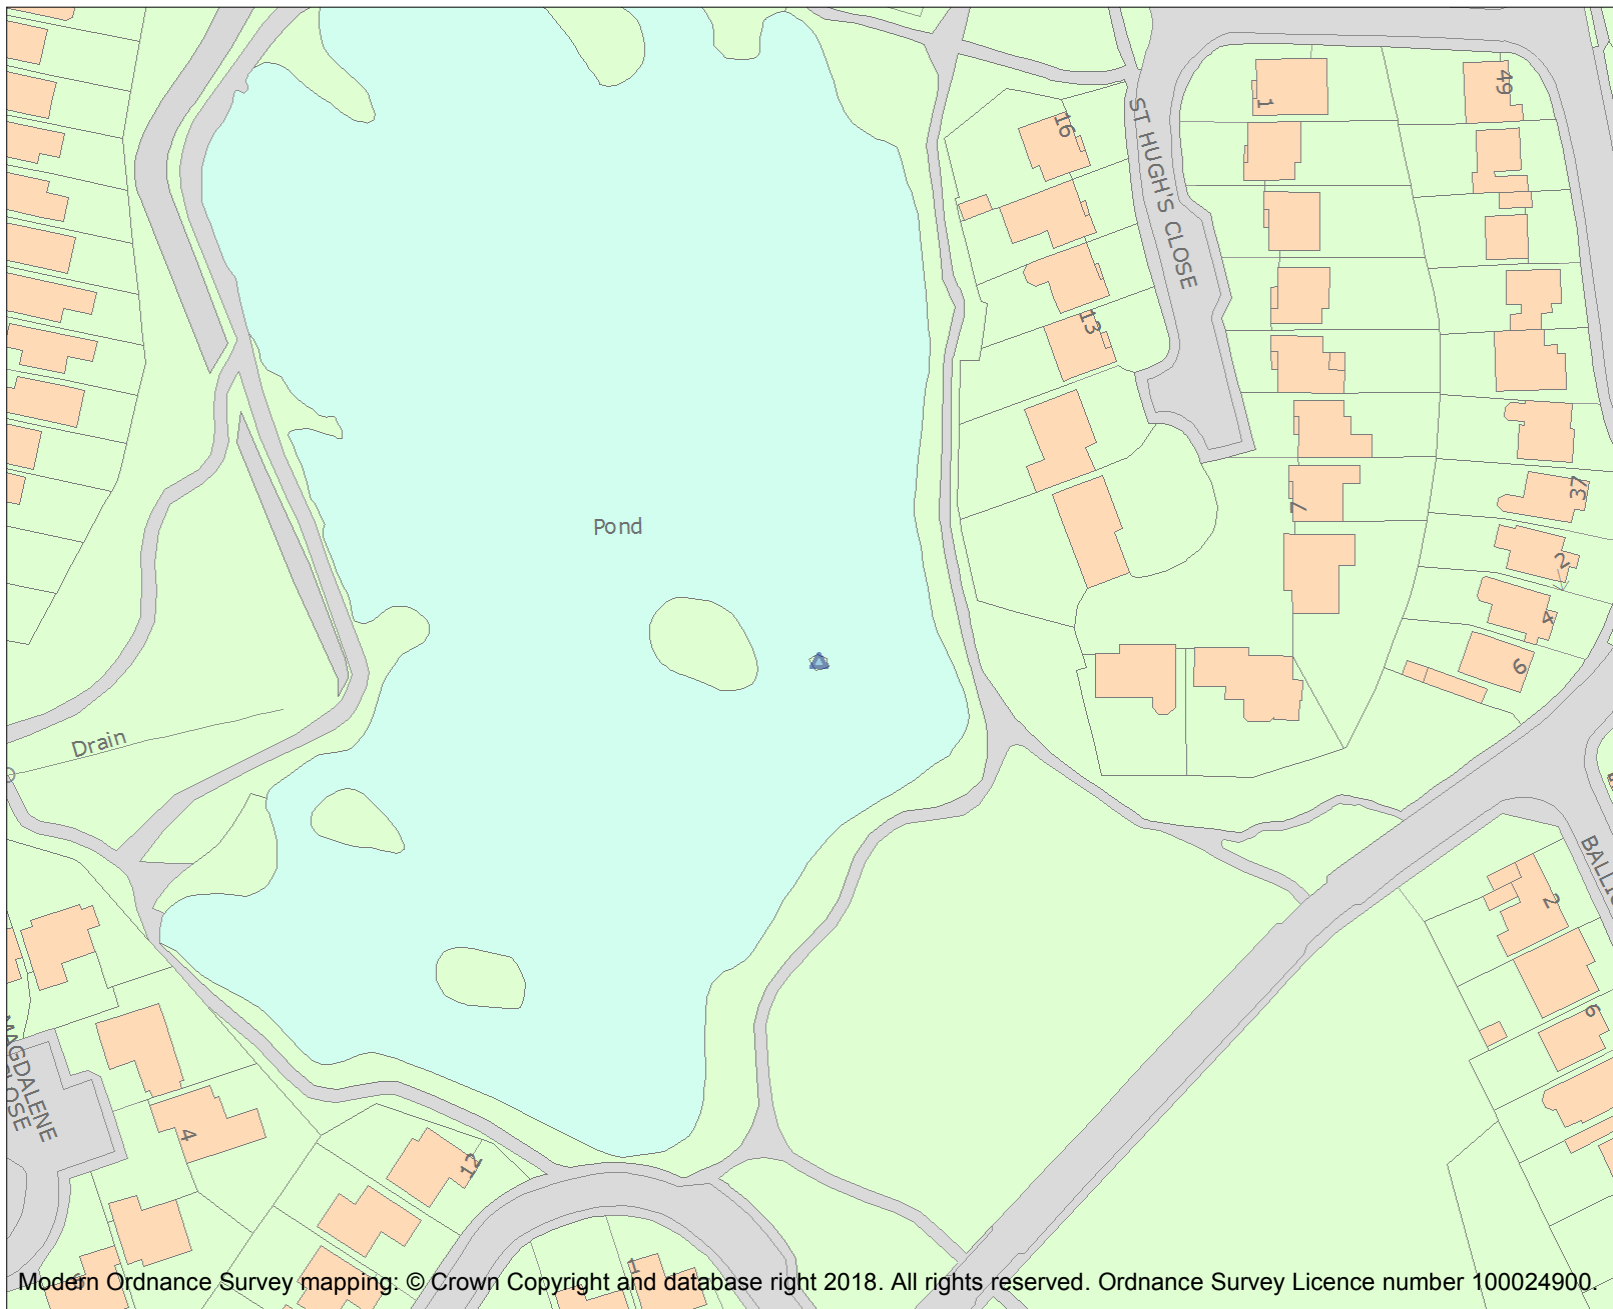 49
1
16
ST HUGH'S CLOSE
13
37
7
Pond
2
4
6
Drain
BALLIO
2
6
MAGDALENE
CLOSE
4
12
1
Modern Ordnance Survey mapping: © Crown Copyright and database right 2018. All rights reserved. Ordnance Survey Licence number 100024900.